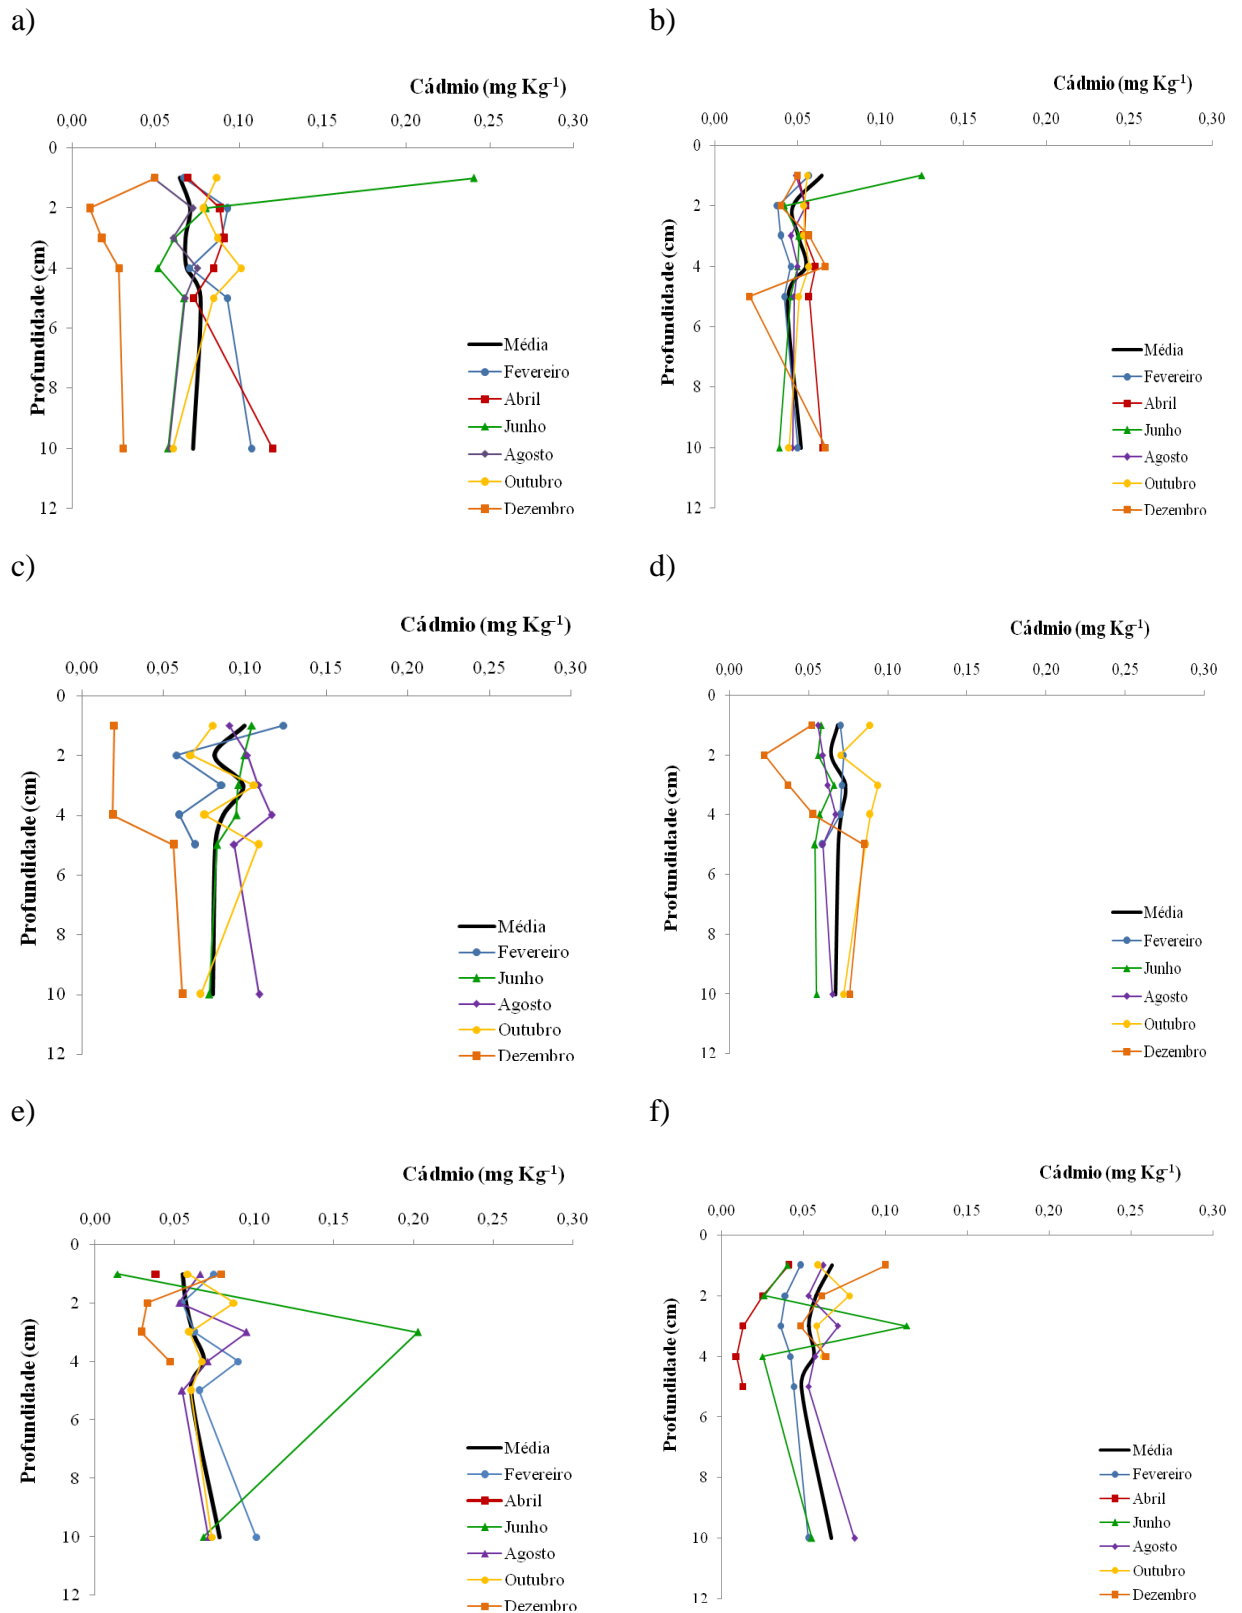 a)
Cádmio (mg Kg-1)
0,00 0,05 0,10 0,15 0,20 0,25 0,30
0
2
4
6
8
10
12
Profundidade (cm)
Média
Fevereiro
Abril
Junho
Agosto
Outubro
Dezembro
b)
Cádmio (mg Kg-1)
0,00 0,05 0,10 0,15 0,20 0,25 0,30
0
2
4
6
8
10
12
Profundidade (cm)
Média
Fevereiro
Abril
Junho
Agosto
Outubro
Dezembro
c)
Cádmio (mg Kg-1)
0,00 0,05 0,10 0,15 0,20 0,25 0,30
0
2
4
6
8
10
12
Profundidade (cm)
Média
Fevereiro
Junho
Agosto
Outubro
Dezembro
d)
Cádmio (mg Kg-1)
0,00 0,05 0,10 0,15 0,20 0,25 0,30
0
2
4
6
8
10
12
Profundidade (cm)
Média
Fevereiro
Junho
Agosto
Outubro
Dezembro
e)
Cádmio (mg Kg-1)
0,00 0,05 0,10 0,15 0,20 0,25 0,30
0
2
4
6
8
10
12
Profundidade (cm)
Média
Fevereiro
Abril
Junho
Agosto
Outubro
Dezembro
f)
Cádmio (mg Kg-1)
0,00 0,05 0,10 0,15 0,20 0,25 0,30
0
2
4
6
8
10
12
Profundidade (cm)
Média
Fevereiro
Abril
Junho
Agosto
Outubro
Dezembro